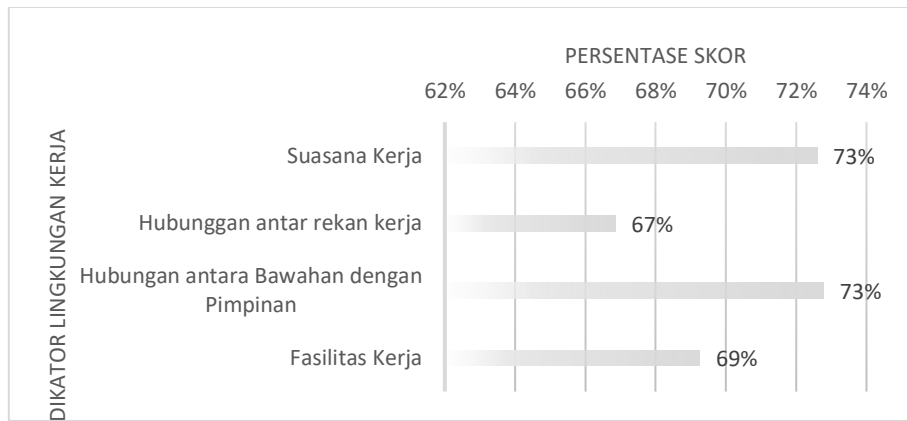 PERSENTASE SKOR
62% 64% 66% 68% 70% 72% 74%
DIKATOR LINGKUNGAN KERJA
Suasana Kerja 73%
Hubunggan antar rekan kerja 67%
Hubungan antara Bawahan dengan
Pimpinan 73%
Fasilitas Kerja 69%